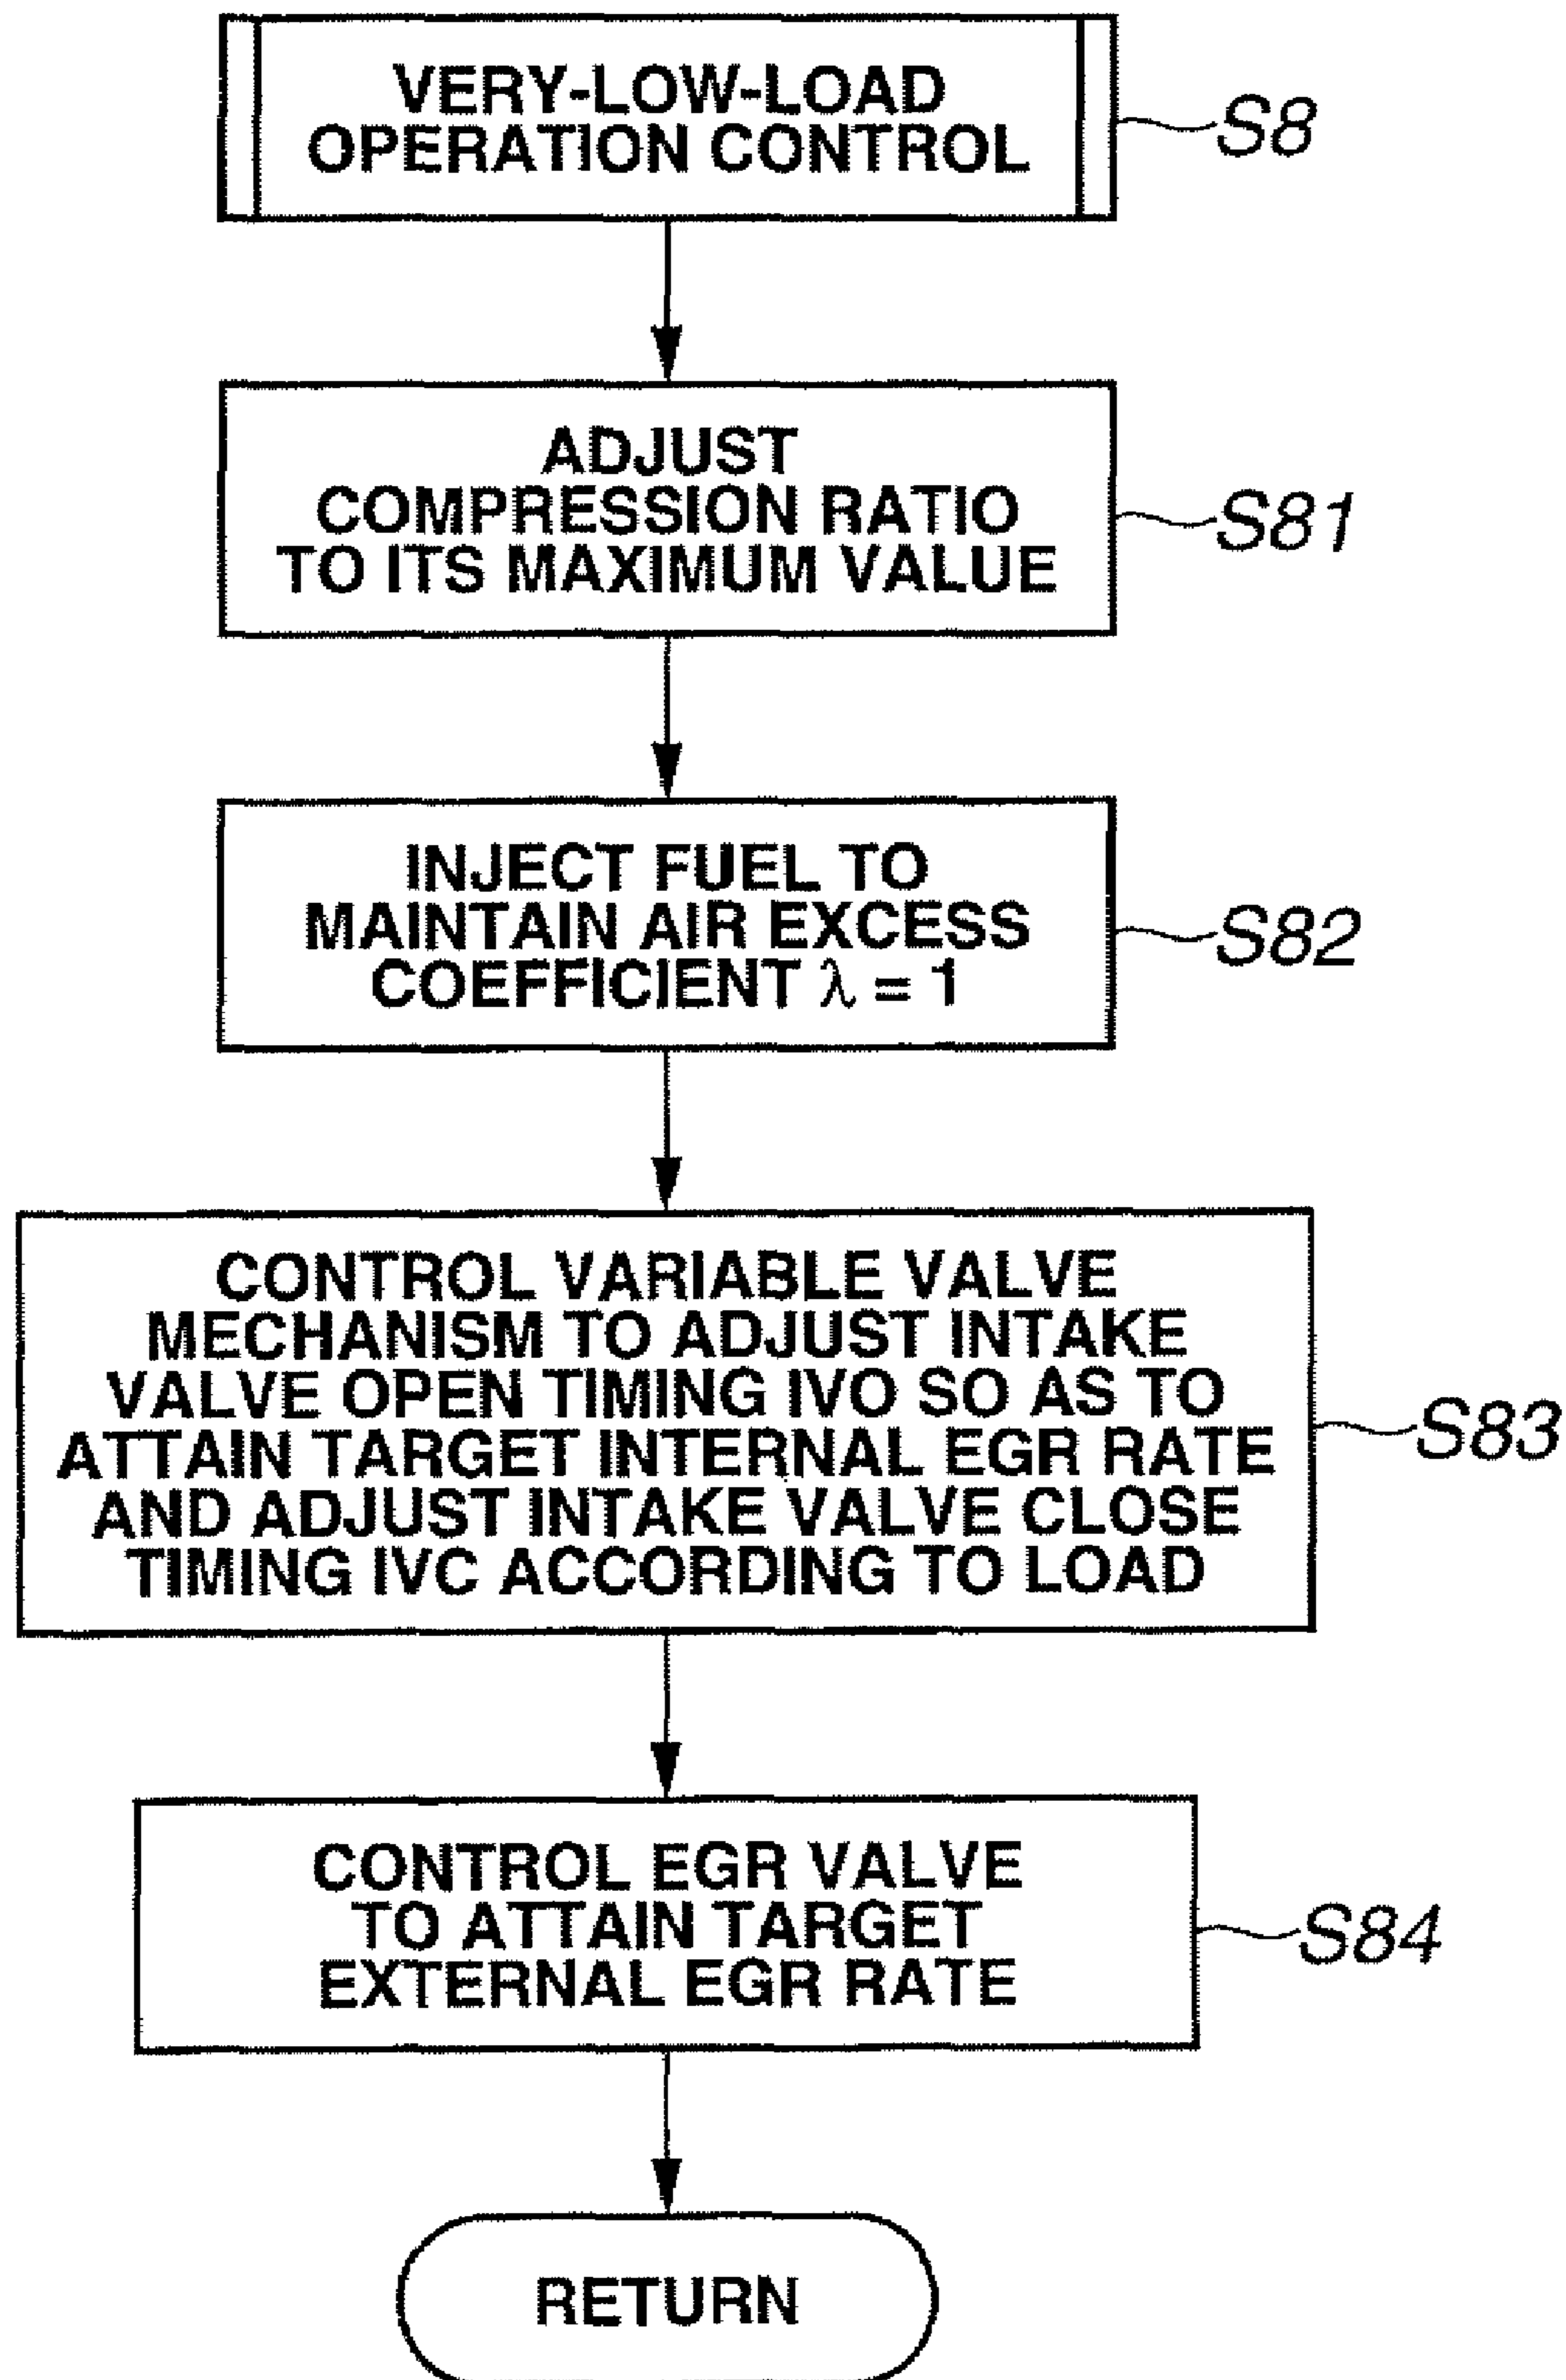 VERY-LOW-LOAD
OPERATION CONTROL
S8
ADJUST
COMPRESSION RATIO
TO ITS MAXIMUM VALUE
S81
INJECT FUEL TO
MAINTAIN AIR EXCESS
COEFFICIENT λ = 1
S82
CONTROL VARIABLE VALVE
MECHANISM TO ADJUST INTAKE
VALVE OPEN TIMING IVO SO AS TO
ATTAIN TARGET INTERNAL EGR RATE
AND ADJUST INTAKE VALVE CLOSE
TIMING IVC ACCORDING TO LOAD
S83
CONTROL EGR VALVE
TO ATTAIN TARGET
EXTERNAL EGR RATE
S84
RETURN